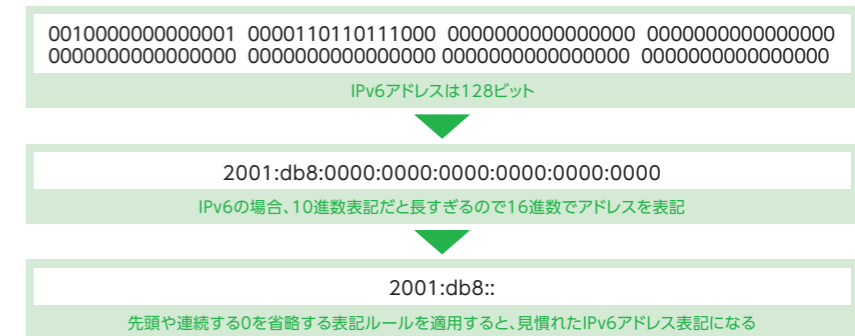 0010000000000001 0000110110111000 0000000000000000 0000000000000000
0000000000000000 0000000000000000 0000000000000000 0000000000000000
IPv6アドレスは128ビット
2001:db8:0000:0000:0000:0000:0000:0000
IPv6の場合、10進数表記だと長すぎるので16進数でアドレスを表記
2001:db8::
先頭や連続する0を省略する表記ルールを適用すると、見慣れたIPv6アドレス表記になる